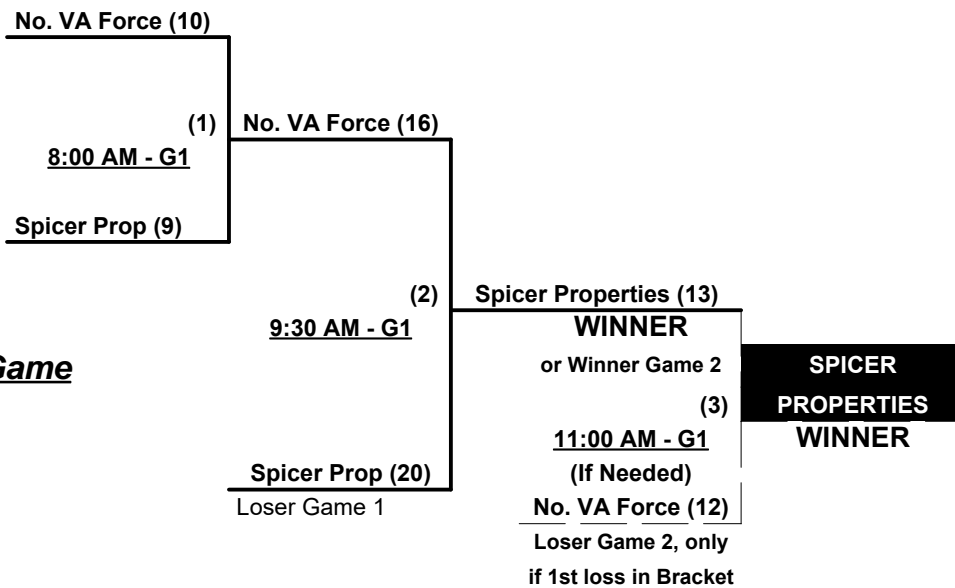 No. VA Force (10)
(1)
No. VA Force (16)
8:00 AM - G1
Spicer Prop (9)
(2)
Spicer Properties (13)
9:30 AM - G1
WINNER
or Winner Game 2
SPICER
Game
(3)
PROPERTIES
11:00 AM - G1
WINNER
Spicer Prop (20)
(If Needed)
Loser Game 1
No. VA Force (12)
Loser Game 2, only
if 1st loss in Bracket